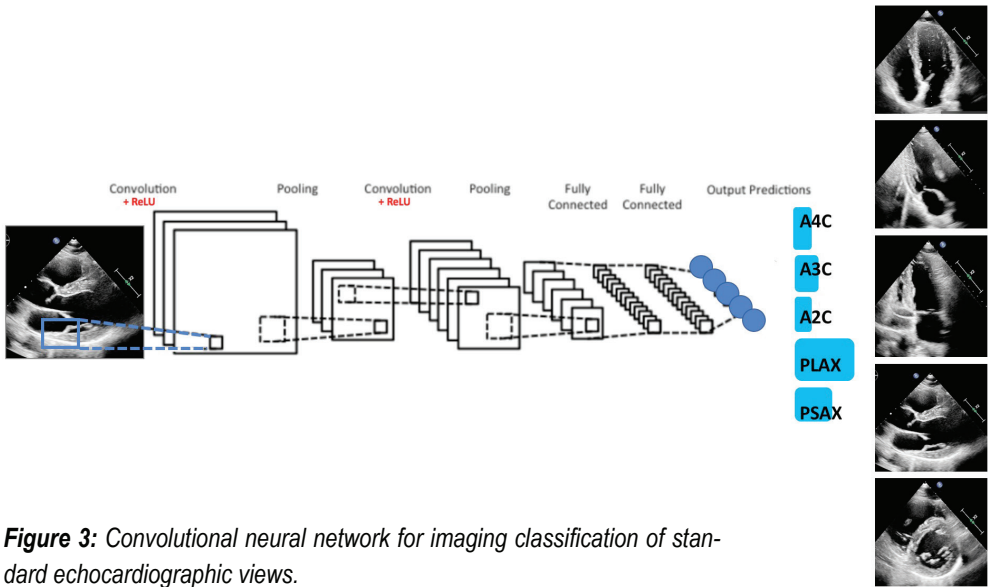 Convolution Pooling Convolution Pooling Fully Fully Output Predictions
+ ReLU + ReLU Connected Connected
A4C
A3C
A2C
PLAX
PSAX
Figure 3: Convolutional neural network for imaging classification of stan-
dard echocardiographic views.